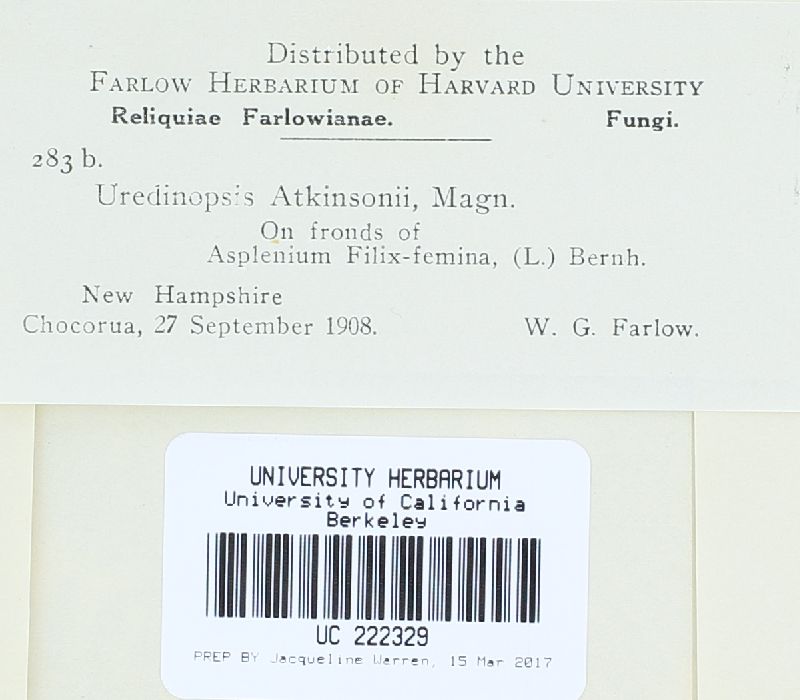 Distributed by the
FARLOW HERBARIUM OF HARVARD UNIVERSITY
Reliquiae Farlowianae. Fungi.
283 b.
Uredinopsis Atkinsonii, Magn.
On fronds of
Asplenium Filix-femina, (L.) Bernh.
New Hampshire
Chocorua, 27 September 1908. W. G. Farlow.
UNIVERSITY HERBARIUM
University of California
Berkeley
UC 222329
PREP BY Jacqueline Warren, 15 Mar 2017